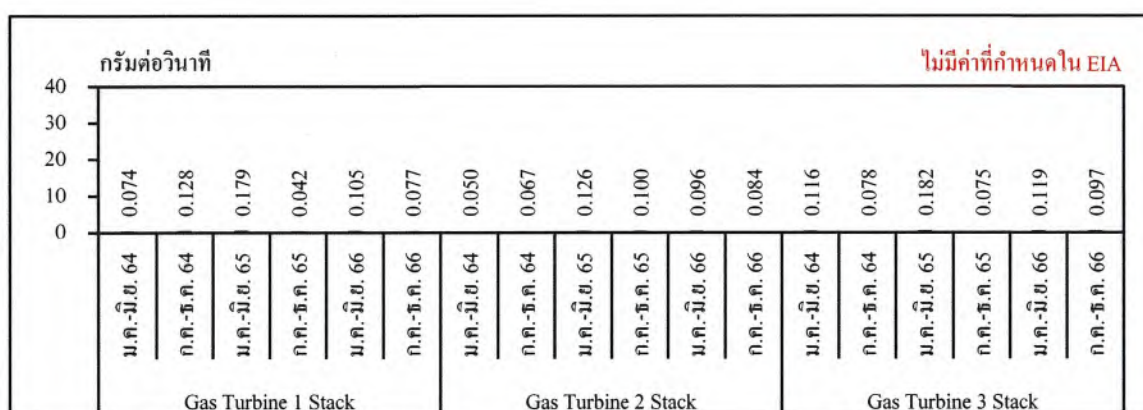 กรัมต่อวินาที ไม่มีค่าที่กำหนดใน EIA
40
30
20
10
0
0.074 0.128 0.179 0.042 0.105 0.077 0.050 0.067 0.126 0.100 0.096 0.084 0.116 0.078 0.182 0.075 0.119 0.097
ม.ค.-มิ.ย. 64 ก.ค.-ธ.ค. 64 ม.ค.-มิ.ย. 65 ก.ค.-ธ.ค. 65 ม.ค.-มิ.ย. 66 ก.ค.-ธ.ค. 66 ม.ค.-มิ.ย. 64 ก.ค.-ธ.ค. 64 ม.ค.-มิ.ย. 65 ก.ค.-ธ.ค. 65 ม.ค.-มิ.ย. 66 ก.ค.-ธ.ค. 66 ม.ค.-มิ.ย. 64 ก.ค.-ธ.ค. 64 ม.ค.-มิ.ย. 65 ก.ค.-ธ.ค. 65 ม.ค.-มิ.ย. 66 ก.ค.-ธ.ค. 66
Gas Turbine 1 Stack Gas Turbine 2 Stack Gas Turbine 3 Stack